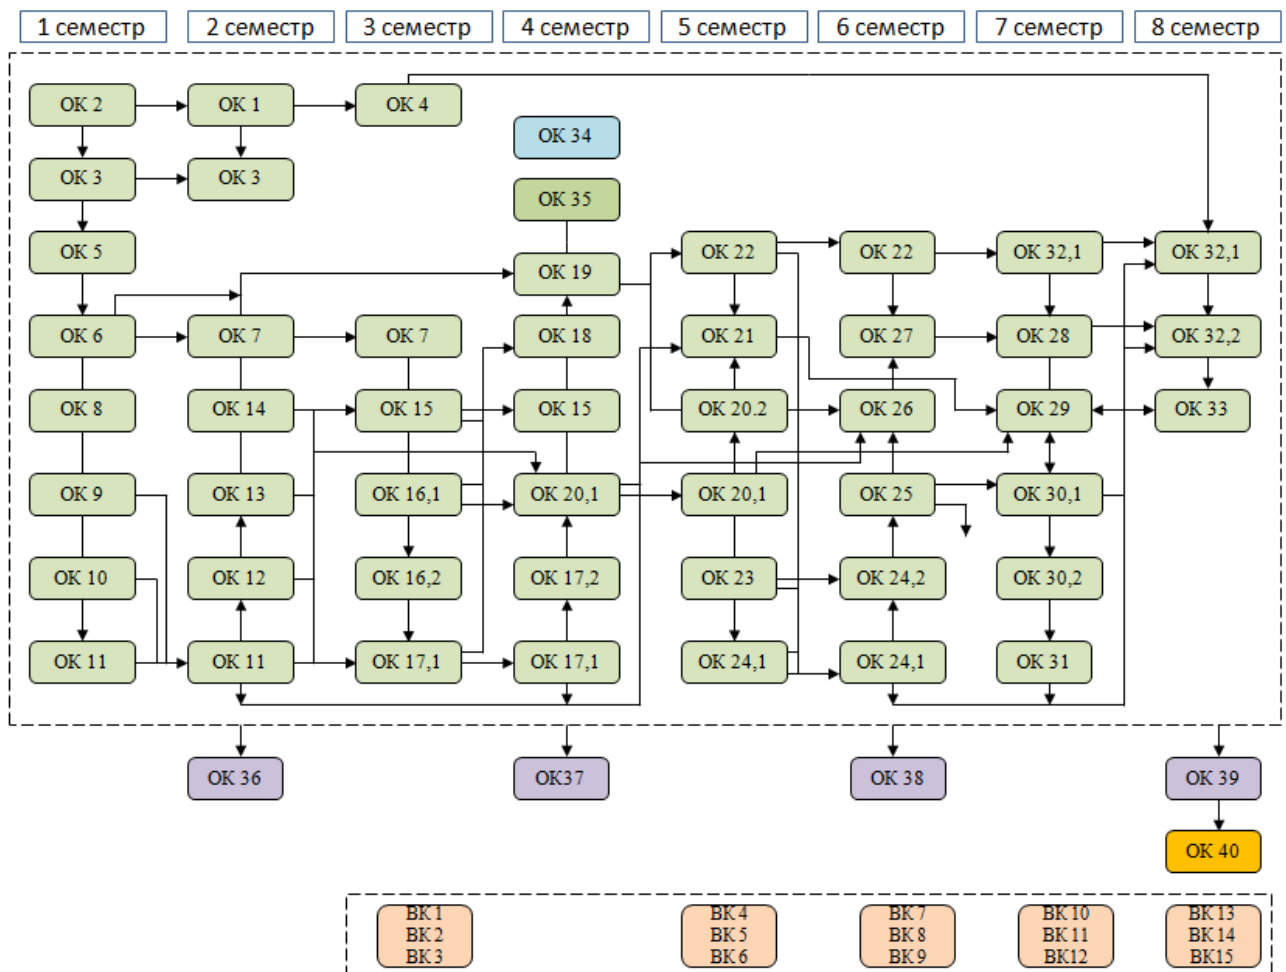 1 семестр
2 семестр
3 семестр
4 семестр
5 семестр
6 семестр
7 семестр
8 семестр
ОК 2
ОК 1
ОК 4
ОК 34
ОК 3
ОК 3
ОК 35
ОК 5
ОК 19
ОК 22
ОК 22
ОК 32,1
ОК 32,1
ОК 6
ОК 7
ОК 7
ОК 18
ОК 21
ОК 27
ОК 28
ОК 32,2
ОК 8
ОК 14
ОК 15
ОК 15
ОК 20.2
ОК 26
ОК 29
ОК 33
ОК 9
ОК 13
ОК 16,1
ОК 20,1
ОК 20,1
ОК 25
ОК 30,1
ОК 10
ОК 12
ОК 16,2
ОК 17,2
ОК 23
ОК 24,2
ОК 30,2
ОК 11
ОК 11
ОК 17,1
ОК 17,1
ОК 24,1
ОК 24,1
ОК 31
ОК 36
ОК37
ОК 38
ОК 39
ОК 40
ВК 1
ВК 2
ВК 3
ВК 4
ВК 5
ВК 6
ВК 7
ВК 8
ВК 9
ВК 10
ВК 11
ВК 12
ВК 13
ВК 14
ВК 15